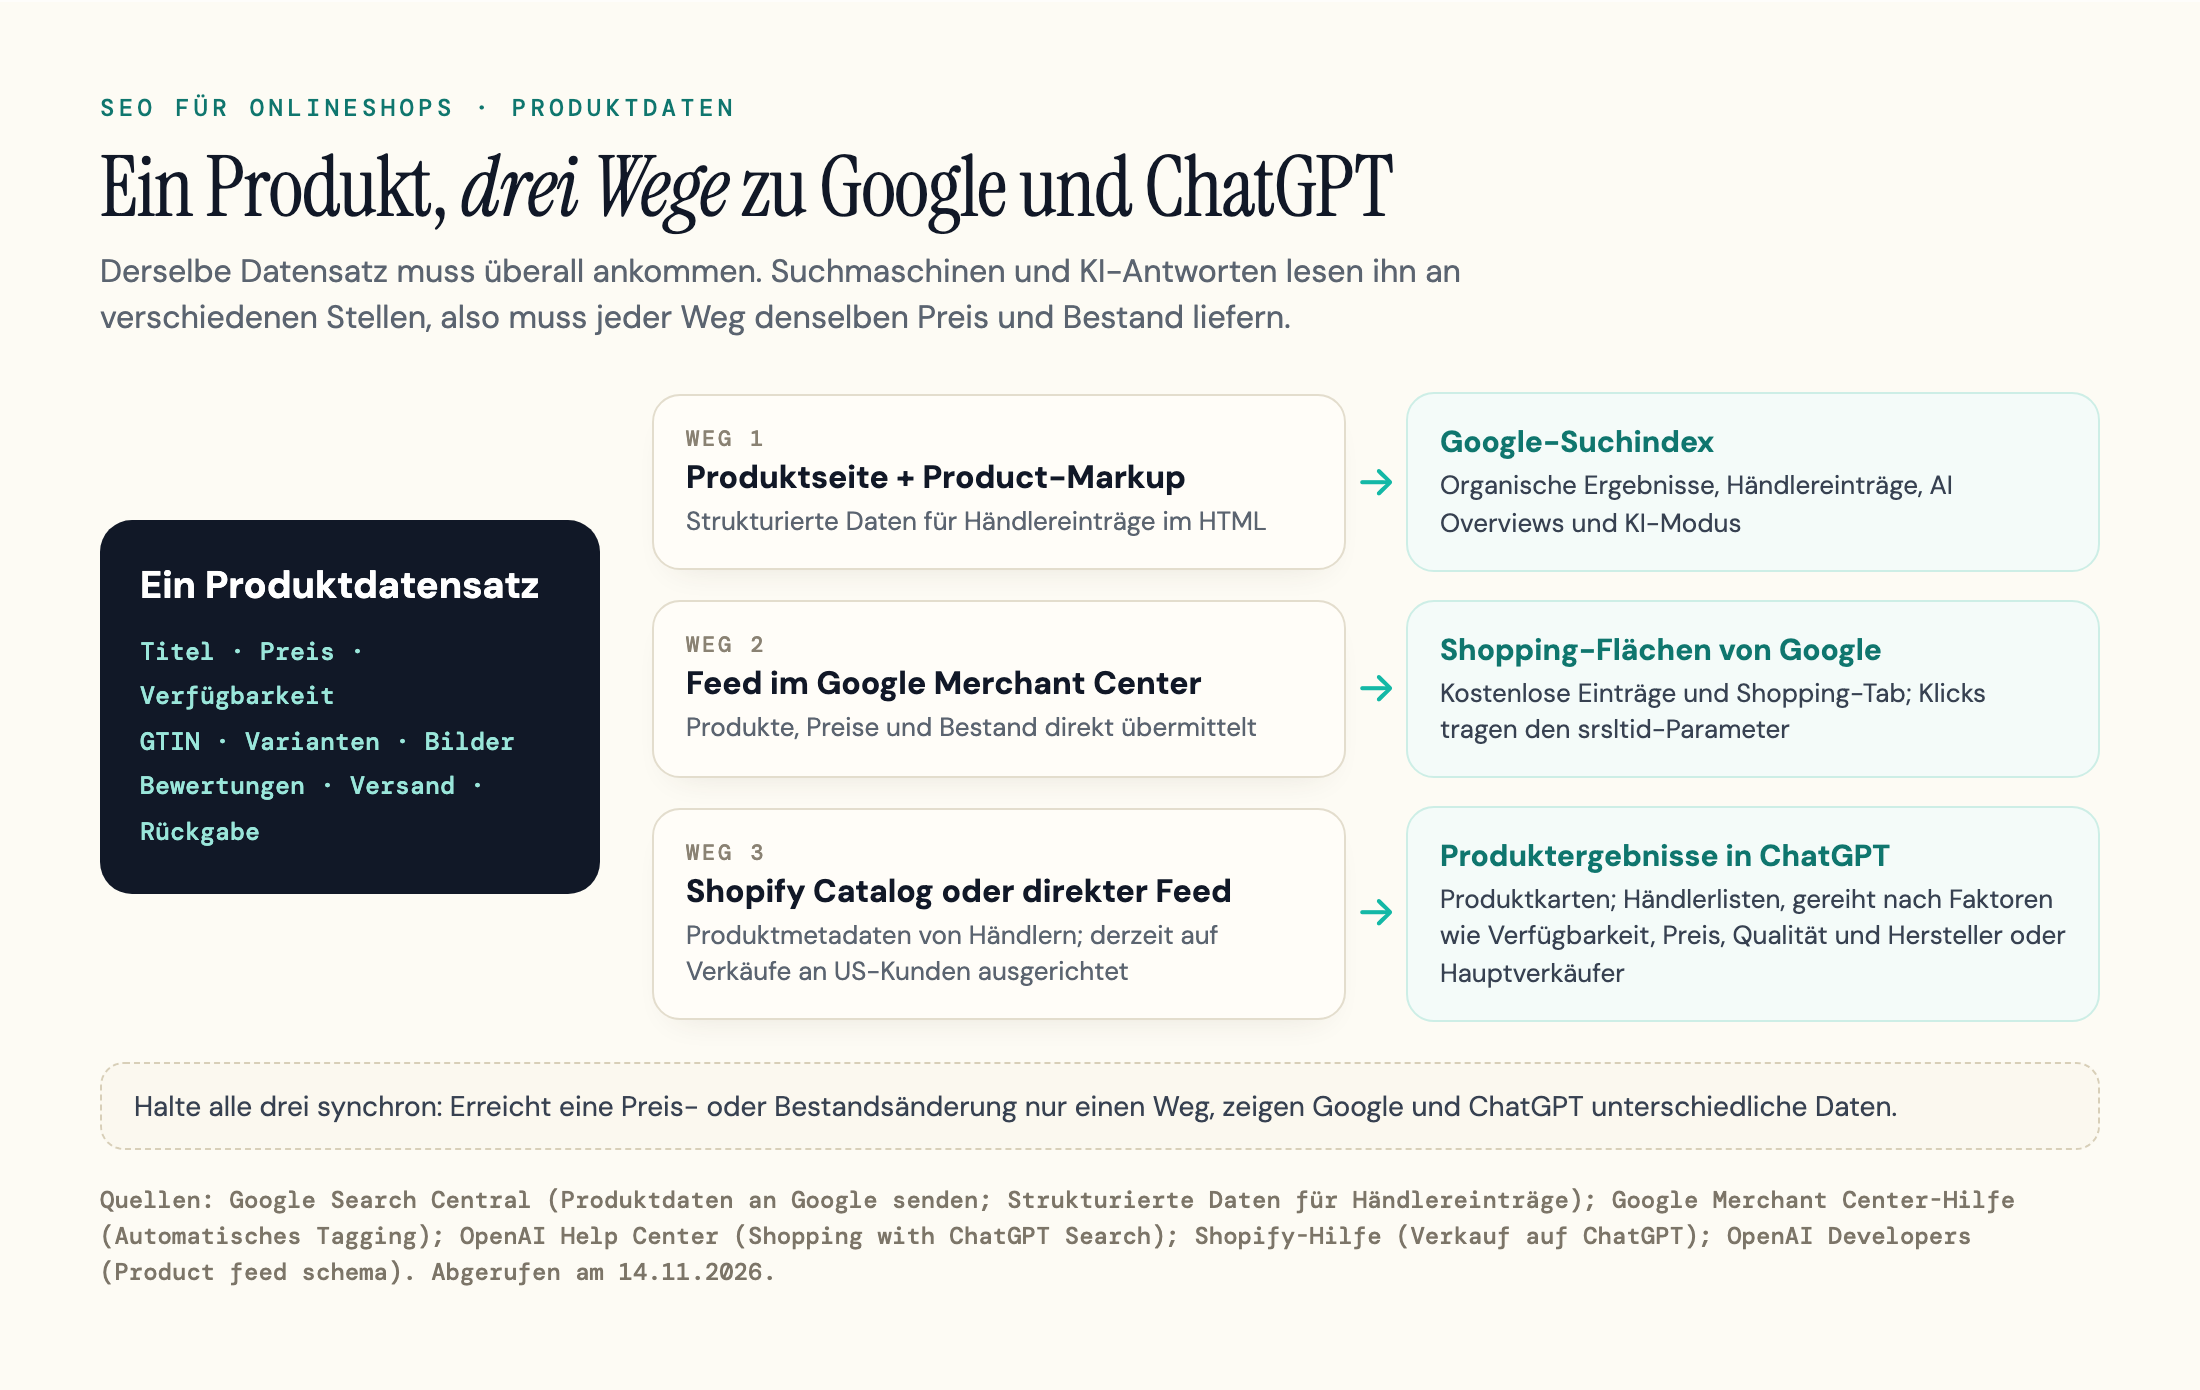 SEO FÜR ONLINESHOPS · PRODUKTDATEN
Ein Produkt, drei Wege zu Google und ChatGPT
Derselbe Datensatz muss überall ankommen. Suchmaschinen und KI-Antworten lesen ihn an
verschiedenen Stellen, also muss jeder Weg denselben Preis und Bestand liefern.
Ein Produktdatensatz
Titel · Preis ·
Verfügbarkeit
GTIN · Varianten · Bilder
Bewertungen · Versand ·
Rückgabe
WEG 1
Produktseite + Product-Markup
Strukturierte Daten für Händlereinträge im HTML
Google-Suchindex
Organische Ergebnisse, Händlereinträge, AI
Overviews und KI-Modus
WEG 2
Feed im Google Merchant Center
Produkte, Preise und Bestand direkt übermittelt
Shopping-Flächen von Google
Kostenlose Einträge und Shopping-Tab; Klicks
tragen den srsltid-Parameter
WEG 3
Shopify Catalog oder direkter Feed
Produktmetadaten von Händlern; derzeit auf
Verkäufe an US-Kunden ausgerichtet
Produktergebnisse in ChatGPT
Produktkarten; Händlerlisten, gereiht nach Faktoren
wie Verfügbarkeit, Preis, Qualität und Hersteller oder
Hauptverkäufer
Halte alle drei synchron: Erreicht eine Preis- oder Bestandsänderung nur einen Weg, zeigen Google und ChatGPT unterschiedliche Daten.
Quellen: Google Search Central (Produktdaten an Google senden; Strukturierte Daten für Händlereinträge); Google Merchant Center-Hilfe
(Automatisches Tagging); OpenAI Help Center (Shopping with ChatGPT Search); Shopify-Hilfe (Verkauf auf ChatGPT); OpenAI Developers
(Product feed schema). Abgerufen am 14.11.2026.